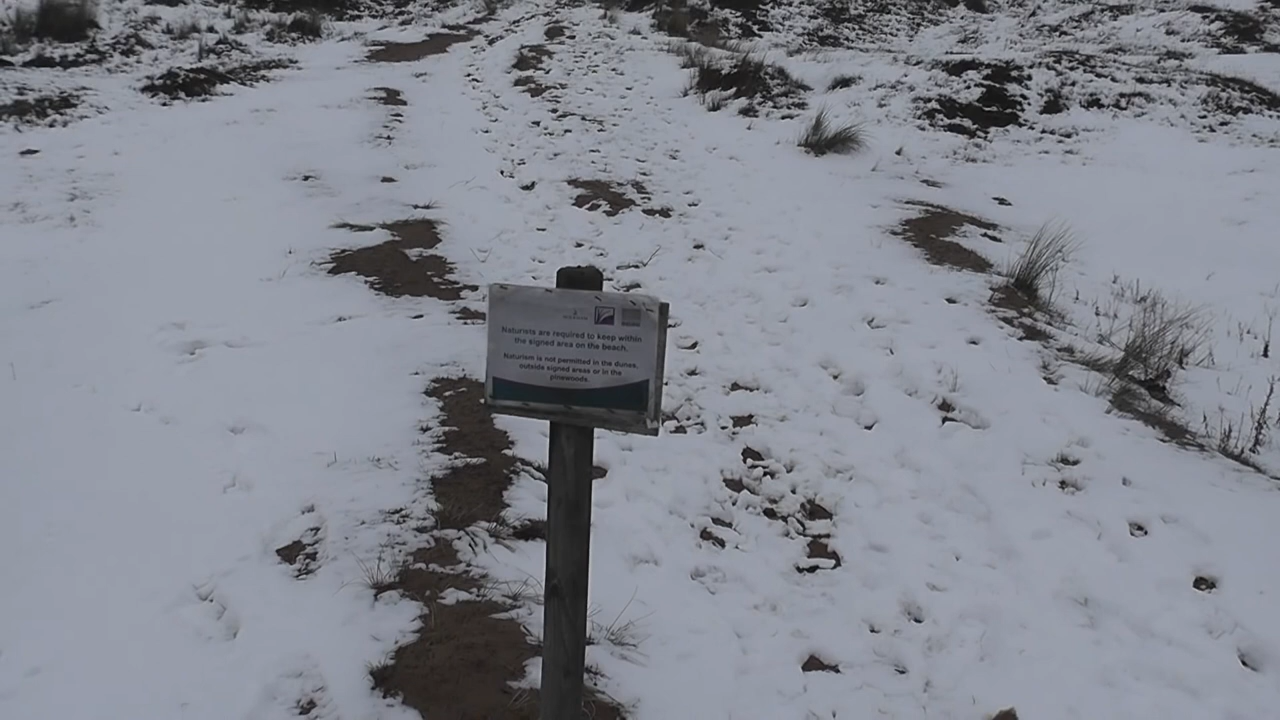 Naturists are required to keep within
the signed area on the beach.
Naturism is not permitted in the dunes,
outside signed areas or in the
pinewoods.